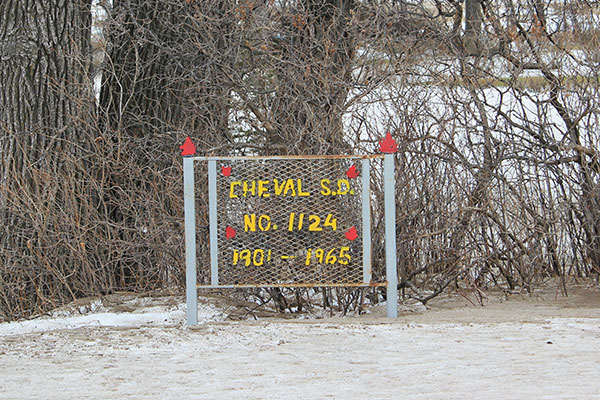 CHEVAL S.D.
NO. 1124
1901 – 1965